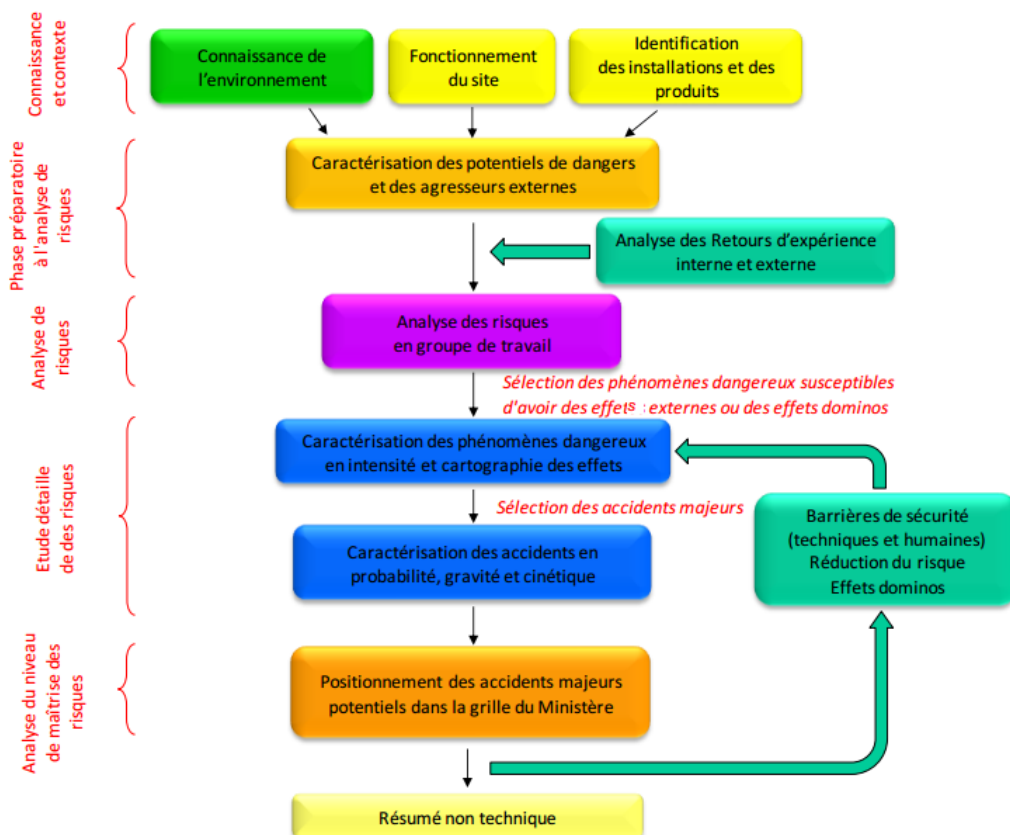 Connaissance
et contexte
Connaissance de
l'environnement
Fonctionnement
du site
Identification
des installations et des
produits
Phase préparatoire
à l'analyse de
risques
Caractérisation des potentiels de dangers
et des agresseurs externes
Analyse des Retours d'expérience
interne et externe
Analyse de
risques
Analyse des risques
en groupe de travail
Sélection des phénomènes dangereux susceptibles
d'avoir des effets : externes ou des effets dominos
Etude détaille
de des risques
Caractérisation des phénomènes dangereux
en intensité et cartographie des effets
Sélection des accidents majeurs
Barrières de sécurité
(techniques et humaines)
Réduction du risque
Effets dominos
Caractérisation des accidents en
probabilité, gravité et cinétique
Analyse du niveau
de maîtrise des
risques
Positionnement des accidents majeurs
potentiels dans la grille du Ministère
Résumé non technique